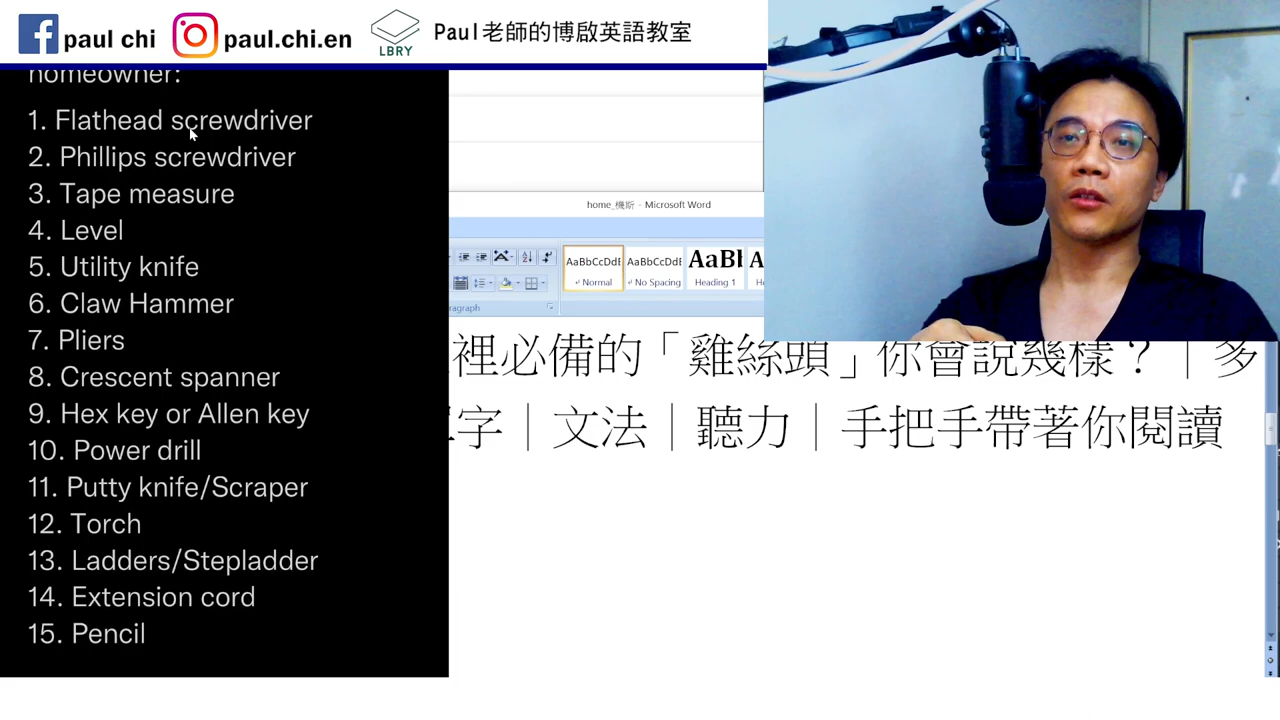 paul chi
paul.chi.en
LBRY
Paul老師的博啟英語教室
homeowner:
1. Flathead screwdriver
2. Phillips screwdriver
3. Tape measure
4. Level
5. Utility knife
6. Claw Hammer
7. Pliers
8. Crescent spanner
9. Hex key or Allen key
10. Power drill
11. Putty knife/Scraper
12. Torch
13. Ladders/Stepladder
14. Extension cord
15. Pencil
home_機斯 - Microsoft Word
AaBbCcDdE AaBbCcDdE AaBl A
Normal No Spacing Heading 1 He
aragraph
裡必備的「雞絲頭」你會說幾樣？｜多
字｜文法｜聽力｜手把手帶著你閱讀